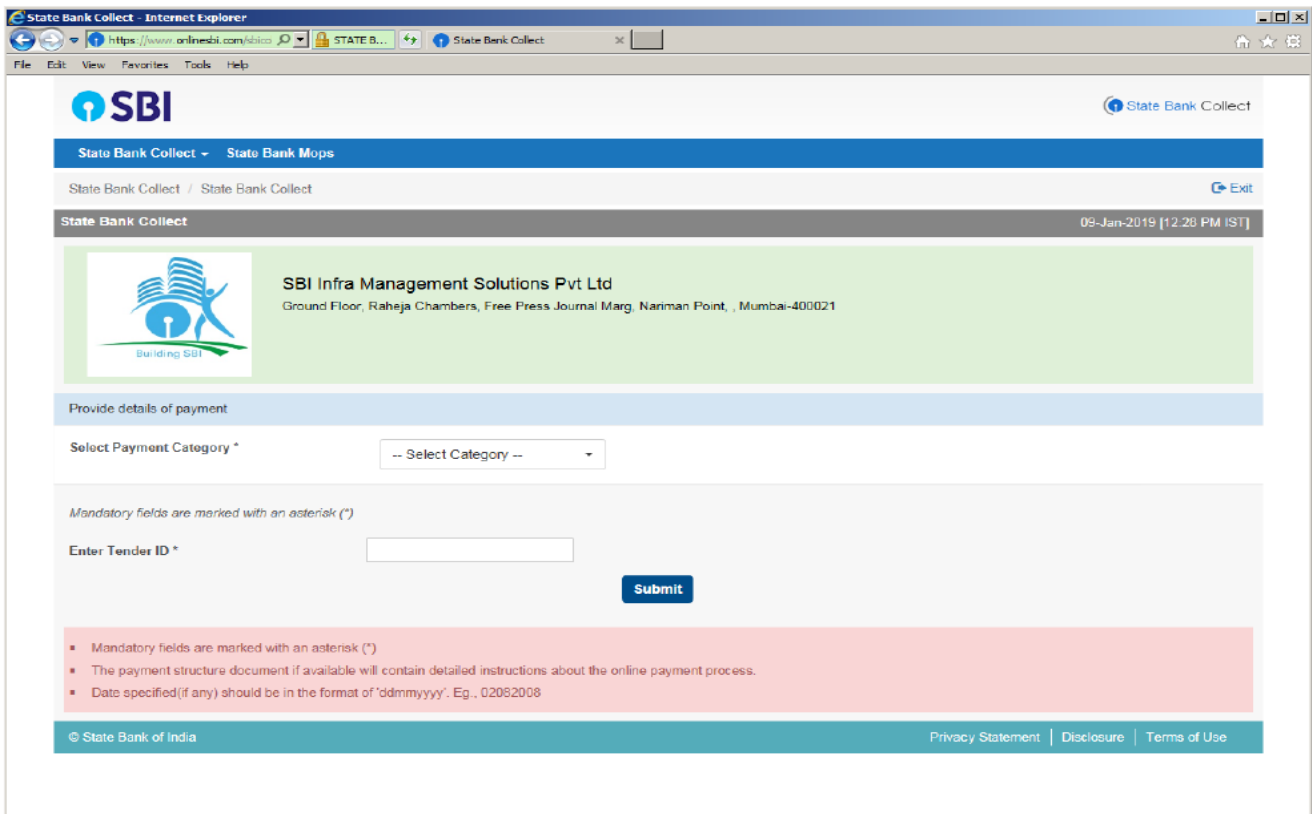 State Bank Collect - Internet Explorer
https://www.onlinesbi.com/sbico STATE B... State Bank Collect
File Edit View Favorites Tools Help
SBI
State Bank Collect
State Bank Collect State Bank Mops
State Bank Collect / State Bank Collect
Exit
State Bank Collect
09-Jan-2019 [12:28 PM IST]
SBI Infra Management Solutions Pvt Ltd
Ground Floor, Raheja Chambers, Free Press Journal Marg, Nariman Point, , Mumbai-400021
Building SBI
Provide details of payment
Select Payment Category *
-- Select Category --
Mandatory fields are marked with an asterisk (*)
Enter Tender ID *
Submit
Mandatory fields are marked with an asterisk (*)
The payment structure document if available will contain detailed instructions about the online payment process.
Date specified(if any) should be in the format of 'ddmmyyyy'. Eg., 02082008
© State Bank of India
Privacy Statement | Disclosure | Terms of Use